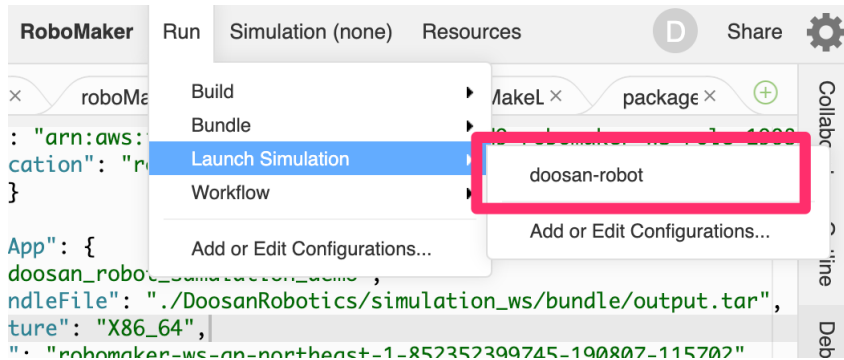 RoboMaker Run Simulation (none) Resources D Share
× roboMa MakeL × package ×
Build
Bundle
Launch Simulation
Workflow
Add or Edit Configurations...
doosan-robot
Add or Edit Configurations...
: "arn:aws:
cation": "r
}
App": {
ndleFile": "./DoosanRobotics/simulation_ws/bundle/output.tar",
ture": "X86_64",
": "robomaker-ws-ap-northeast-1-852352399745-190807-115702"
Collabo
line
Deb